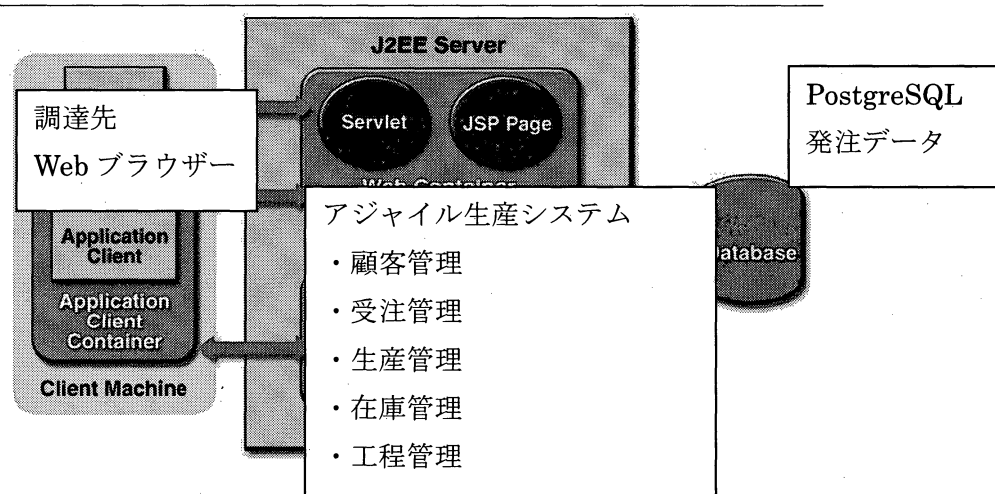 J2EE Server
調達先
Web ブラウザー
Servlet
JSP Page
Web Container
PostgreSQL
発注データ
Application
Client
Application
Client
Container
Client Machine
アジャイル生産システム
・顧客管理
・受注管理
・生産管理
・在庫管理
・工程管理